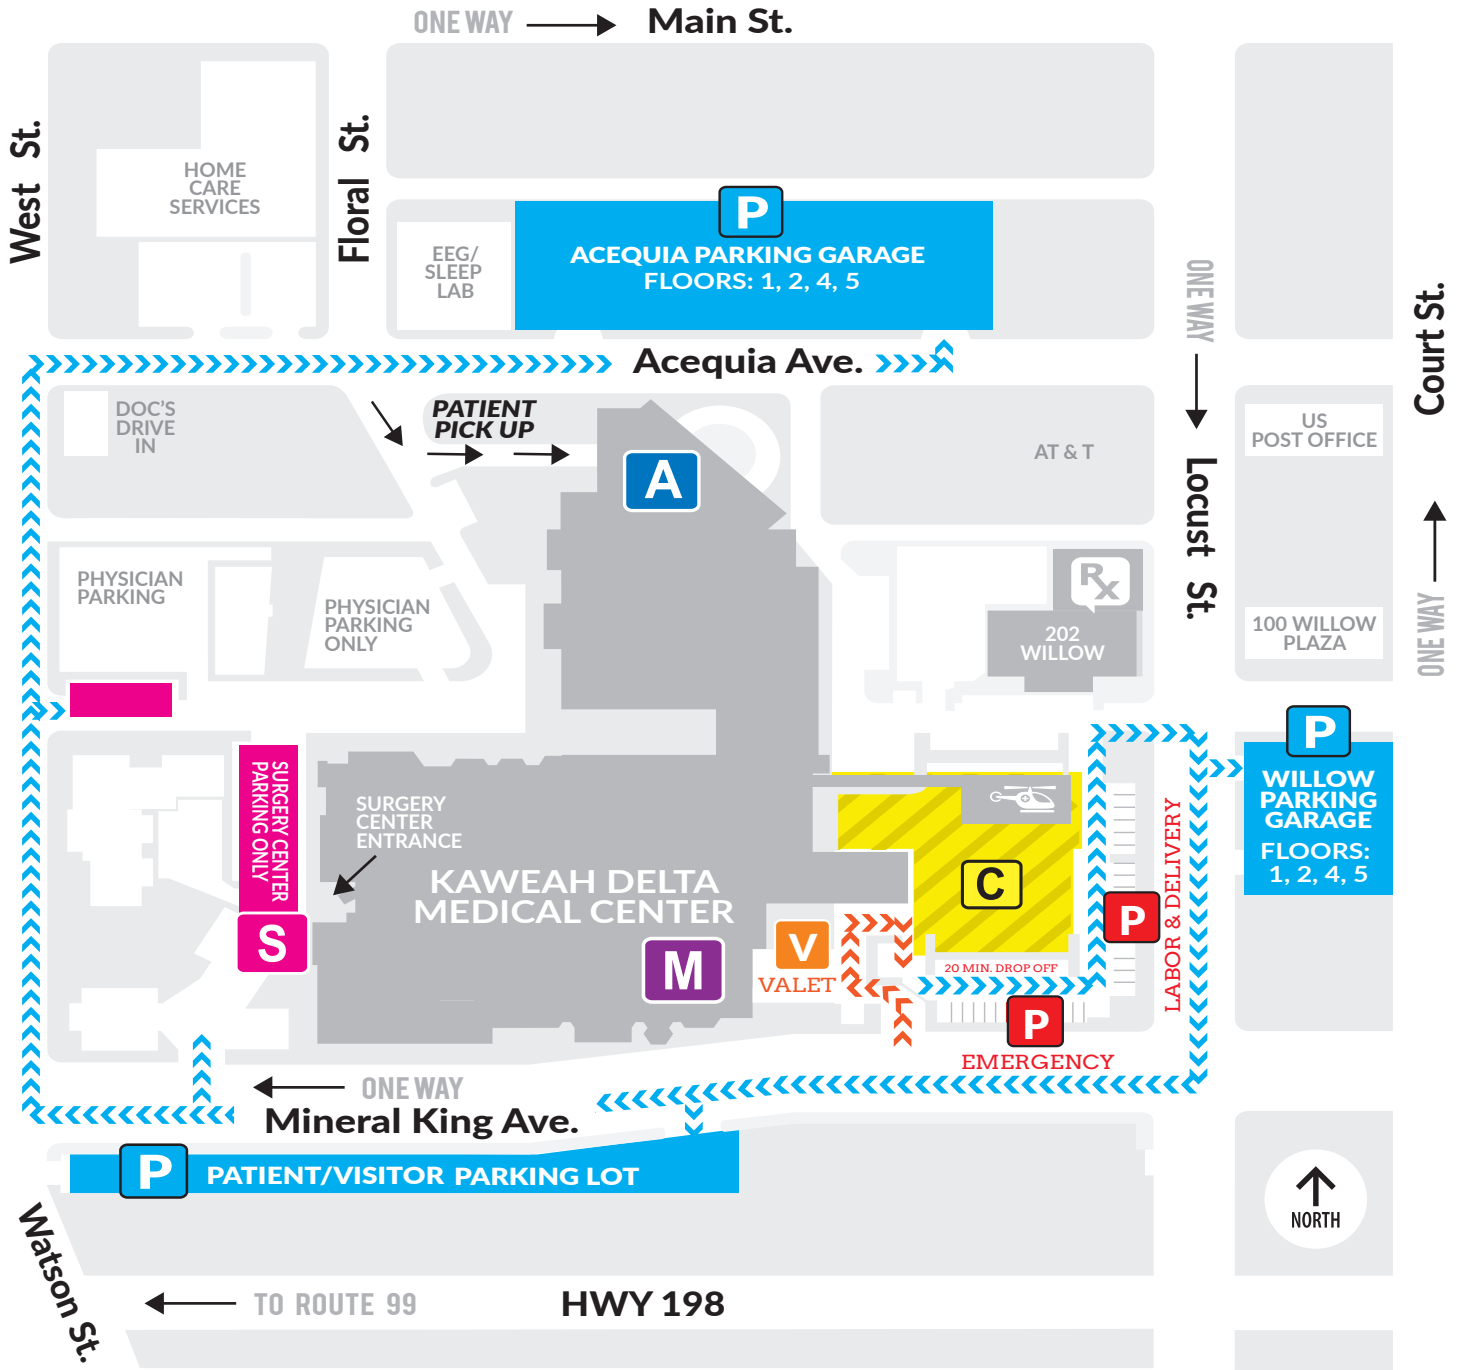 ONE WAY
Main St.
West St.
Floral St.
HOME
CARE
SERVICES
P
EEG/
SLEEP
LAB
ACEQUIA PARKING GARAGE
FLOORS: 1, 2, 4, 5
ONE WAY
Court St.
Acequia Ave.
DOC'S
DRIVE
IN
PATIENT
PICK UP
A
AT & T
US
POST OFFICE
Locust St.
PHYSICIAN
PARKING
PHYSICIAN
PARKING
ONLY
Rx
202
WILLOW
100 WILLOW
PLAZA
ONE WAY
P
WILLOW
PARKING
GARAGE
FLOORS:
1, 2, 4, 5
SURGERY CENTER
PARKING ONLY
S
SURGERY
CENTER
ENTRANCE
KAWEAH DELTA
MEDICAL CENTER
M
V
VALET
C
20 MIN. DROP OFF
P
LABOR & DELIVERY
P
EMERGENCY
ONE WAY
Mineral King Ave.
P
PATIENT/VISITOR PARKING LOT
NORTH
Watson St.
TO ROUTE 99
HWY 198